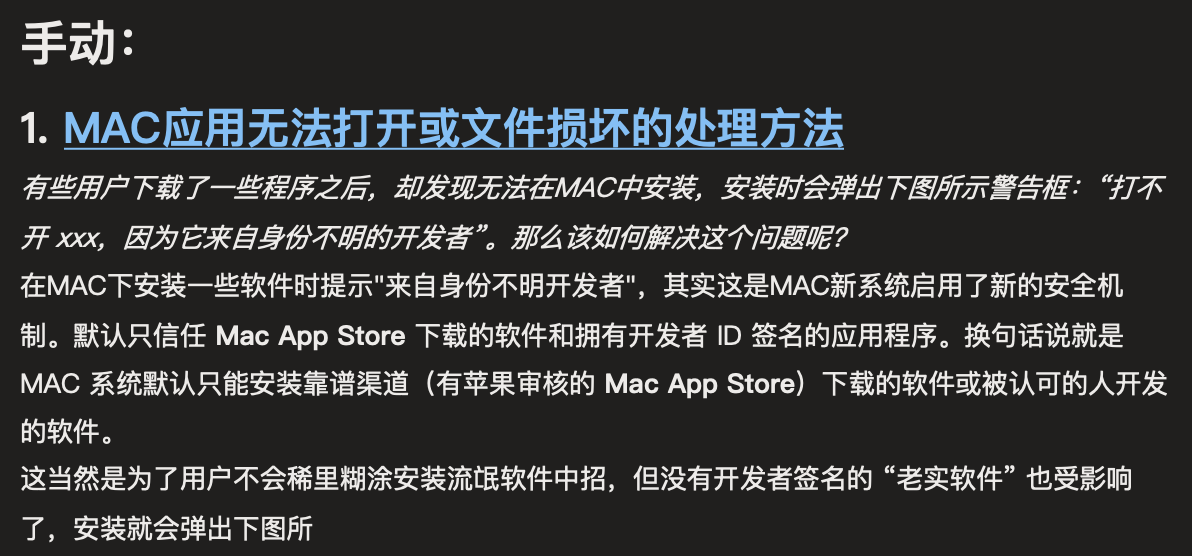 手动：
1. MAC应用无法打开或文件损坏的处理方法
有些用户下载了一些程序之后，却发现无法在MAC中安装，安装时会弹出下图所示警告框：“打不
开 xxx，因为它来自身份不明的开发者”。那么该如何解决这个问题呢？
在MAC下安装一些软件时提示"来自身份不明开发者"，其实这是MAC新系统启用了新的安全机
制。默认只信任 Mac App Store 下载的软件和拥有开发者 ID 签名的应用程序。换句话说就是
MAC 系统默认只能安装靠谱渠道（有苹果审核的 Mac App Store）下载的软件或被认可的人开发
的软件。
这当然是为了用户不会稀里糊涂安装流氓软件中招，但没有开发者签名的 “老实软件” 也受影响
了，安装就会弹出下图所